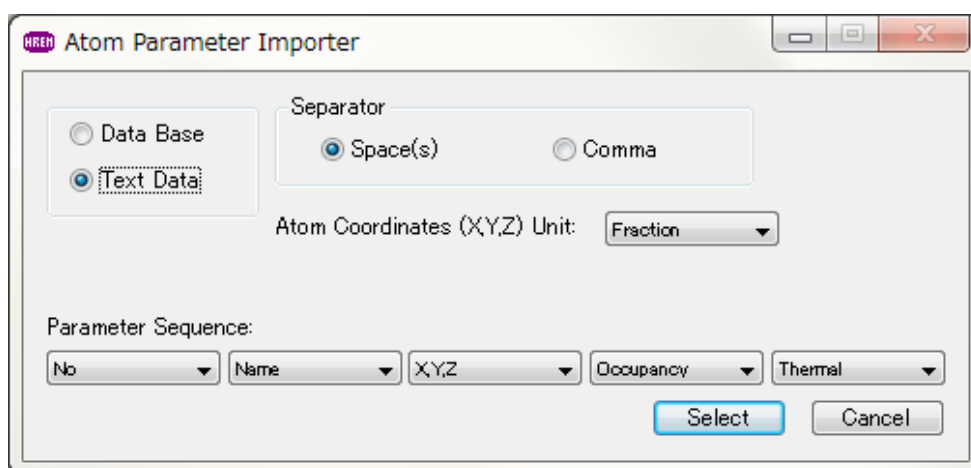 HREM Atom Parameter Importer
Separator
Data Base
Space(s) Comma
Text Data
Atom Coordinates (X,Y,Z) Unit: Fraction
Parameter Sequence:
No Name X,Y,Z Occupancy Thermal
Select Cancel